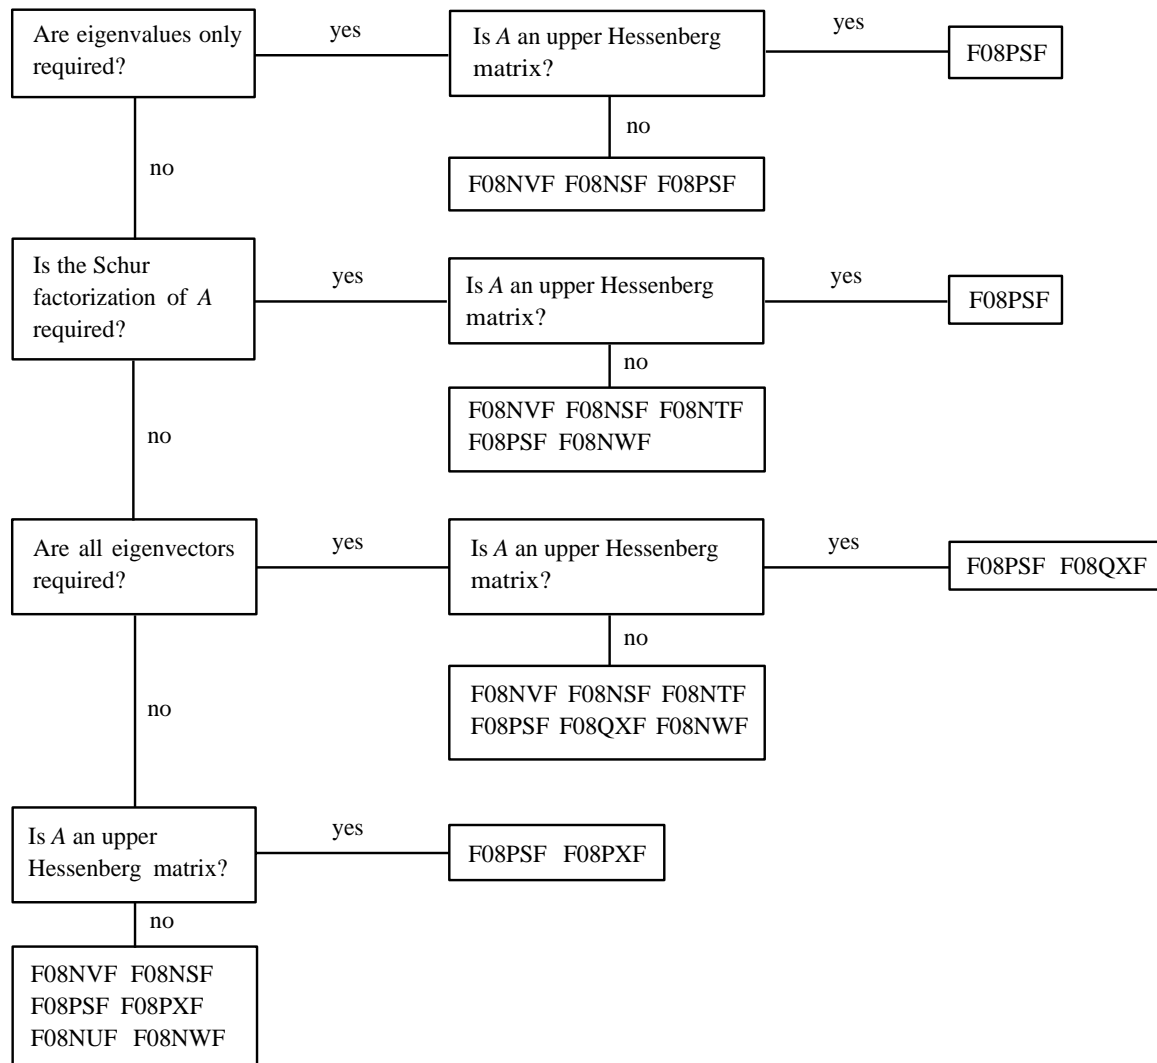 Are eigenvalues only
required?
yes
Is A an upper Hessenberg
matrix?
yes
F08PSF
no
F08NVF F08NSF F08PSF
no
Is the Schur
factorization of A
required?
yes
Is A an upper Hessenberg
matrix?
yes
F08PSF
no
F08NVF F08NSF F08NTF
F08PSF F08NWF
no
Are all eigenvectors
required?
yes
Is A an upper Hessenberg
matrix?
yes
F08PSF F08QXF
no
F08NVF F08NSF F08NTF
F08PSF F08QXF F08NWF
no
Is A an upper
Hessenberg matrix?
yes
F08PSF F08PXF
no
F08NVF F08NSF
F08PSF F08PXF
F08NUF F08NWF